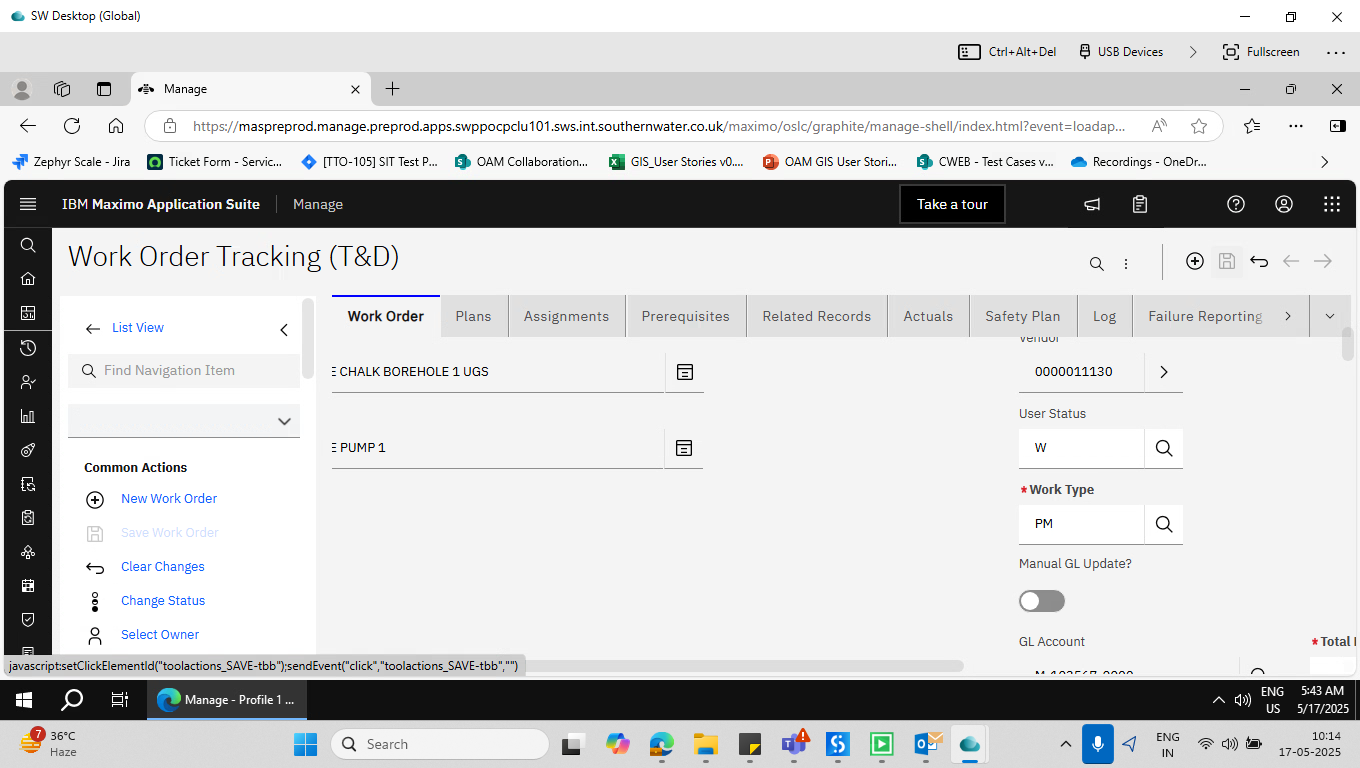 SW Desktop (Global)
Ctrl+Alt+Del
USB Devices
Fullscreen
Manage
https://maspreprod.manage.preprod.apps.swppocpclu101.sws.int.southernwater.co.uk/maximo/oslc/graphite/manage-shell/index.html?event=loadap...
Zephyr Scale - Jira
Ticket Form - Servic...
[TTO-105] SIT Test P...
OAM Collaboration...
GIS_User Stories v0....
OAM GIS User Stori...
CWEB - Test Cases v...
Recordings - OneDr...
IBM Maximo Application Suite
Manage
Take a tour
Work Order Tracking (T&D)
List View
Find Navigation Item
Common Actions
New Work Order
Save Work Order
Clear Changes
Change Status
Select Owner
Work Order
Plans
Assignments
Prerequisites
Related Records
Actuals
Safety Plan
Log
Failure Reporting
E CHALK BOREHOLE 1 UGS
E PUMP 1
Vendor
0000011130
User Status
W
* Work Type
PM
Manual GL Update?
GL Account
* Total
javascript:setClickElementId("toolactions_SAVE-tbb");sendEvent("click","toolactions_SAVE-tbb","")
Manage - Profile 1 ...
ENG
US
5:43 AM
5/17/2025
7
36°C
Haze
Search
ENG
IN
10:14
17-05-2025